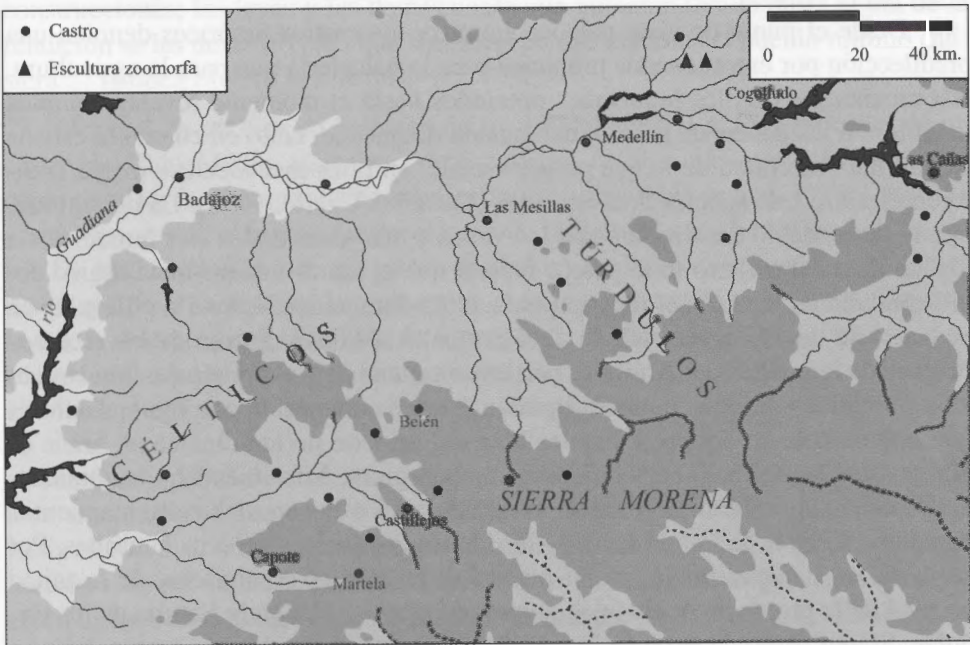 Castro
Escultura zoomorfa
20
40 km
Cogolludo
Medellín
Las Cañas
Badajoz
Guadiana
río
Las Mesillas
TÚRDULOS
CÉLTICOS
Belén
SIERRA MORENA
Castillejos
Capote
Martela